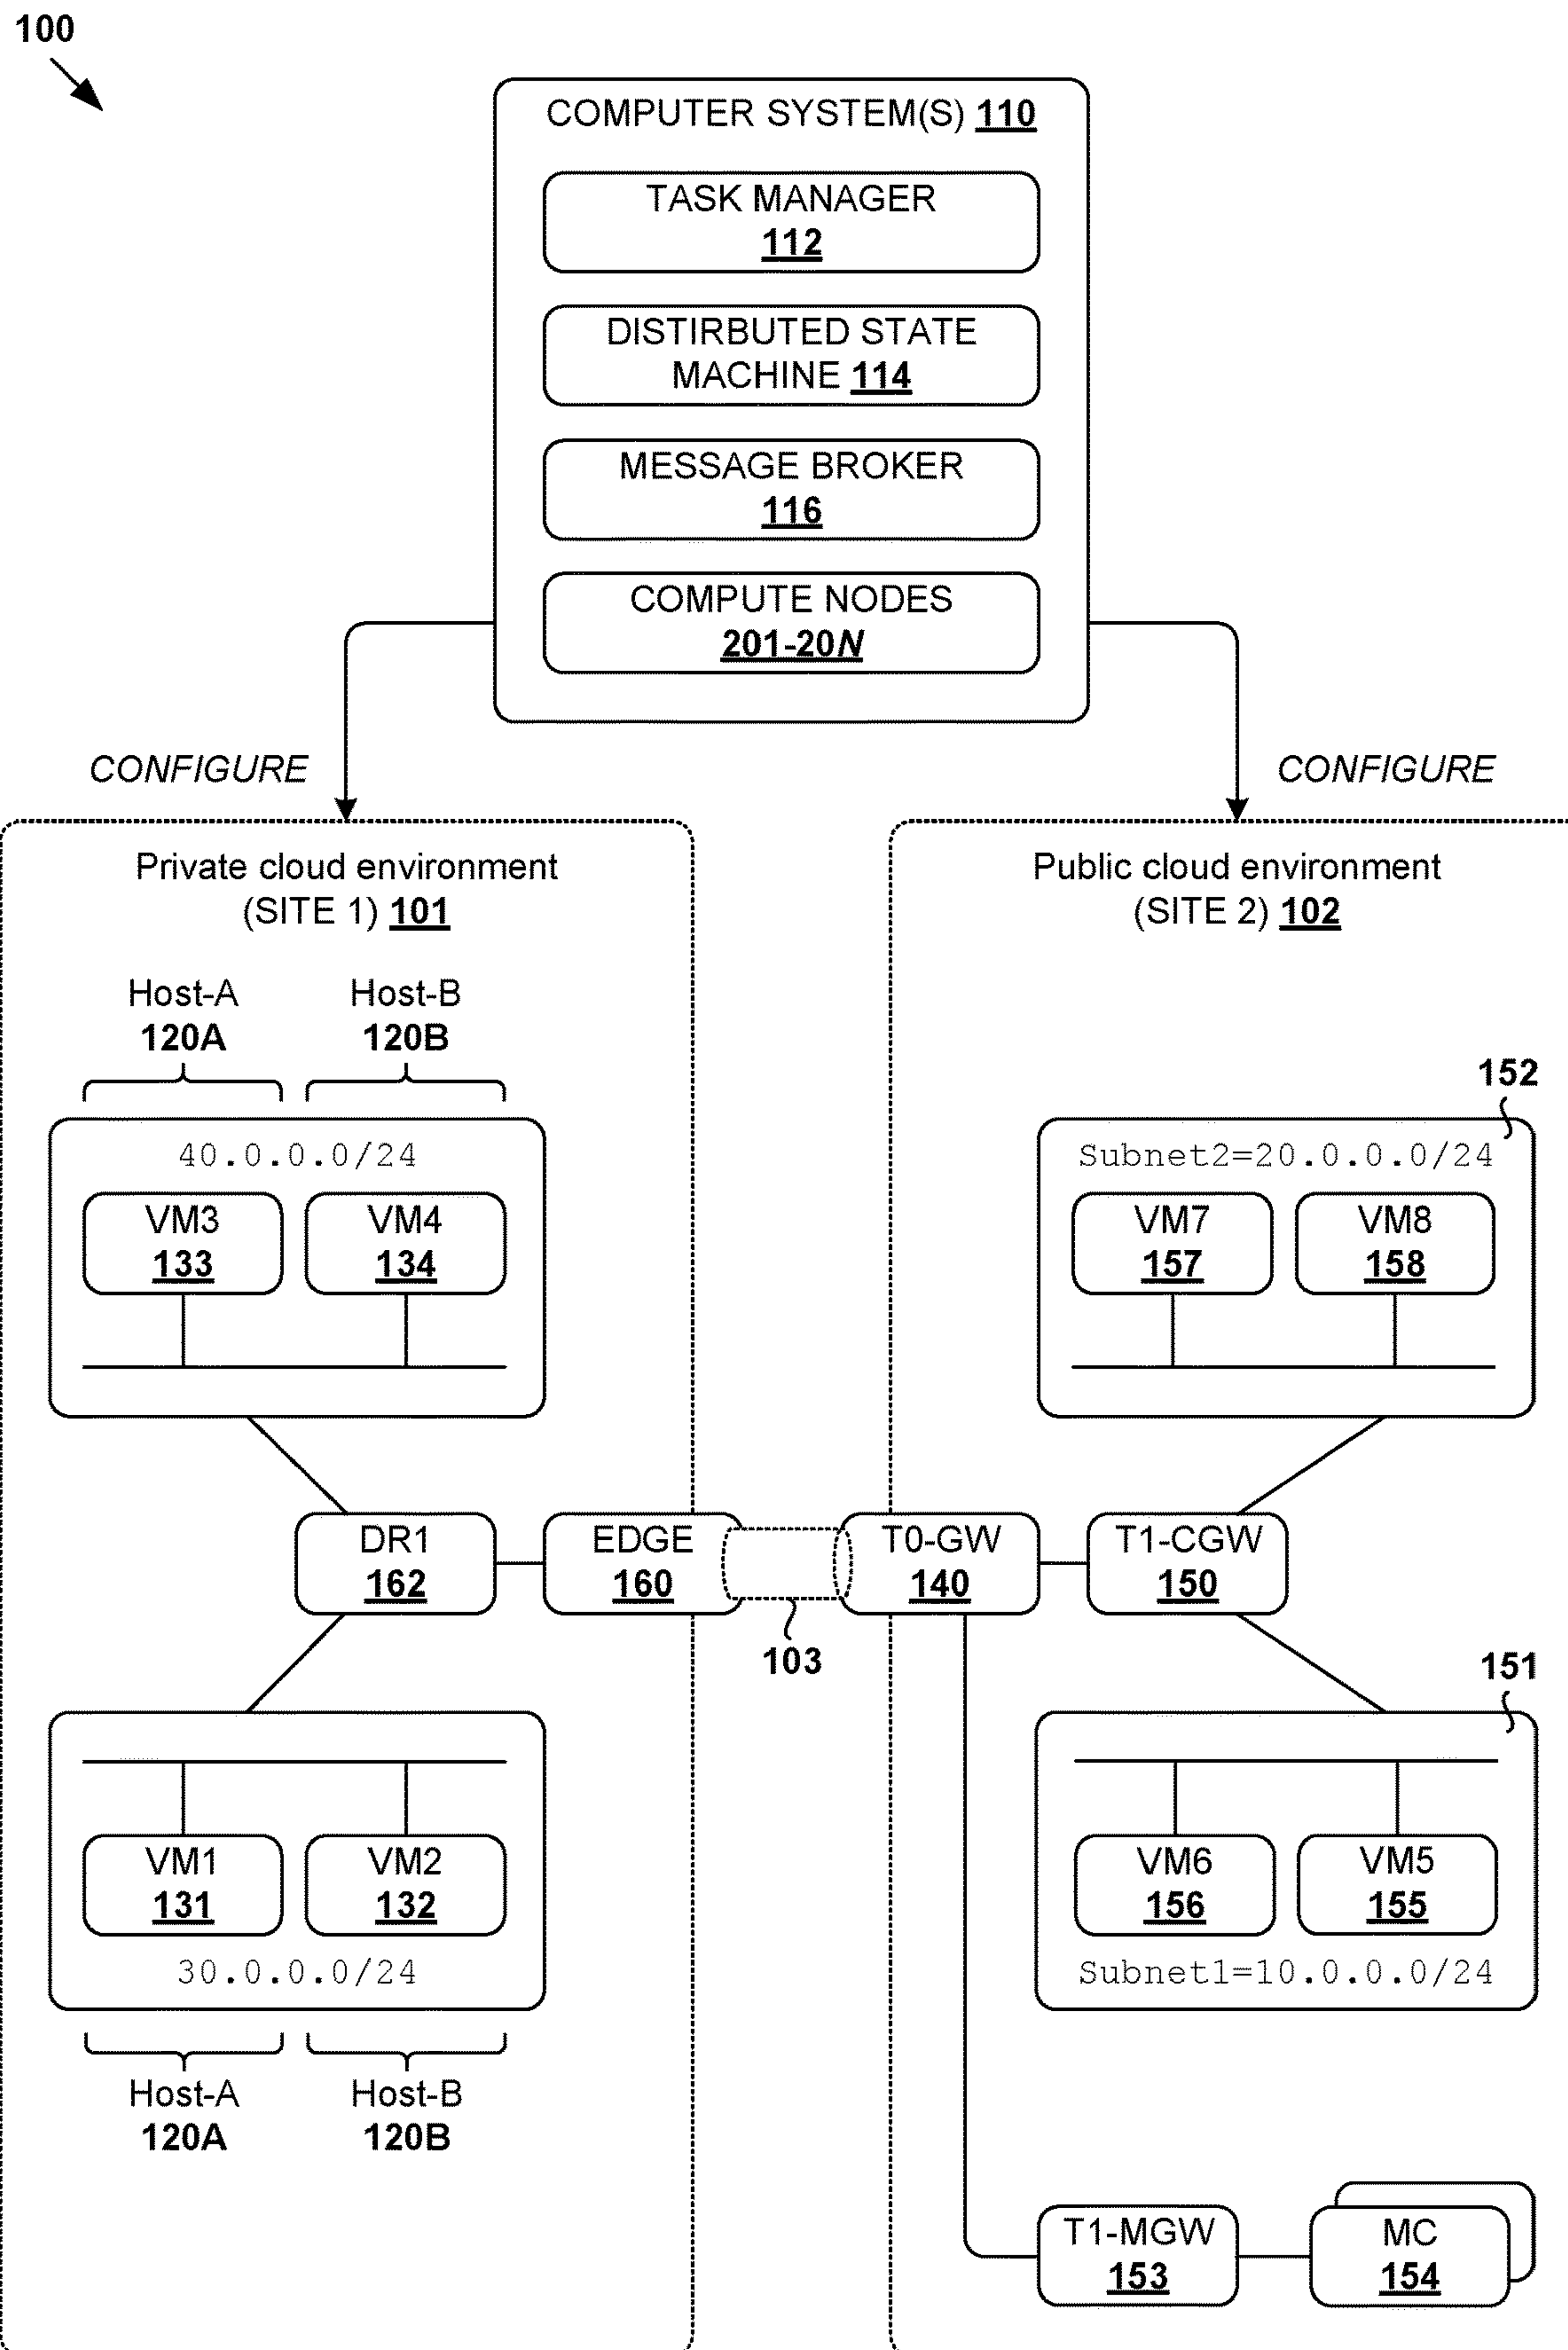 100
COMPUTER SYSTEM(S) 110
TASK MANAGER
112
DISTIRBUTED STATE
MACHINE 114
MESSAGE BROKER
116
COMPUTE NODES
201-20N
CONFIGURE
CONFIGURE
Private cloud environment
(SITE 1) 101
Public cloud environment
(SITE 2) 102
Host-A
120A
Host-B
120B
152
40.0.0.0/24
VM3
133
VM4
134
Subnet2=20.0.0.0/24
VM7
157
VM8
158
DR1
162
EDGE
160
103
T0-GW
140
T1-CGW
150
151
VM1
131
VM2
132
30.0.0.0/24
Host-A
120A
Host-B
120B
VM6
156
VM5
155
Subnet1=10.0.0.0/24
T1-MGW
153
MC
154